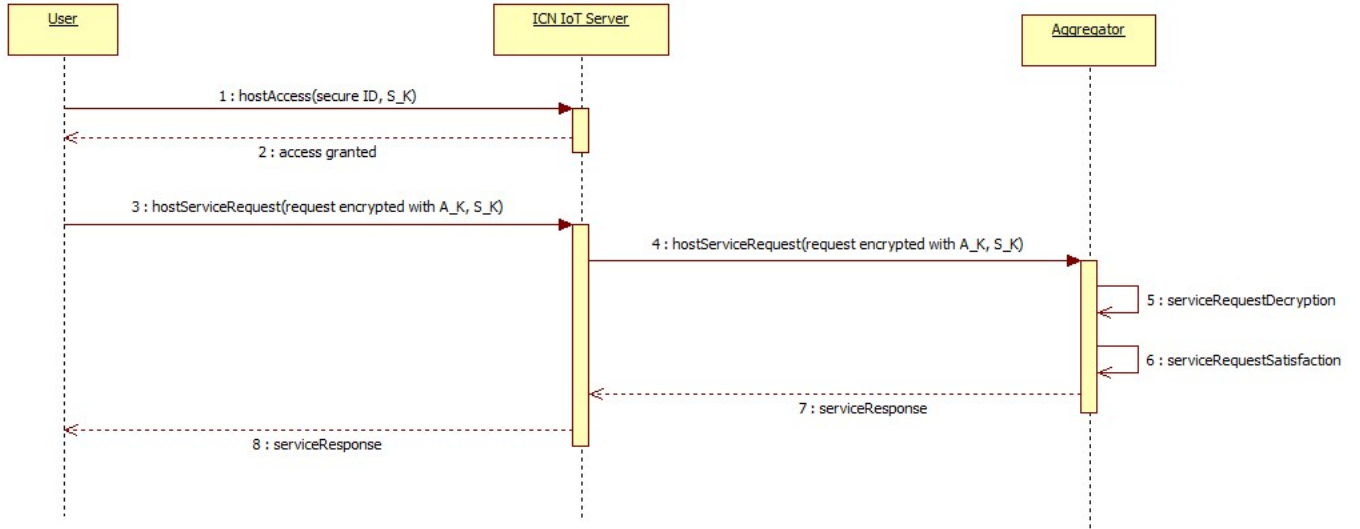 User
ICN IoT Server
Aggregator
1 : hostAccess(secure ID, S_K)
2 : access granted
3 : hostServiceRequest(request encrypted with A_K, S_K)
4 : hostServiceRequest(request encrypted with A_K, S_K)
5 : serviceRequestDecryption
6 : serviceRequestSatisfaction
7 : serviceResponse
8 : serviceResponse